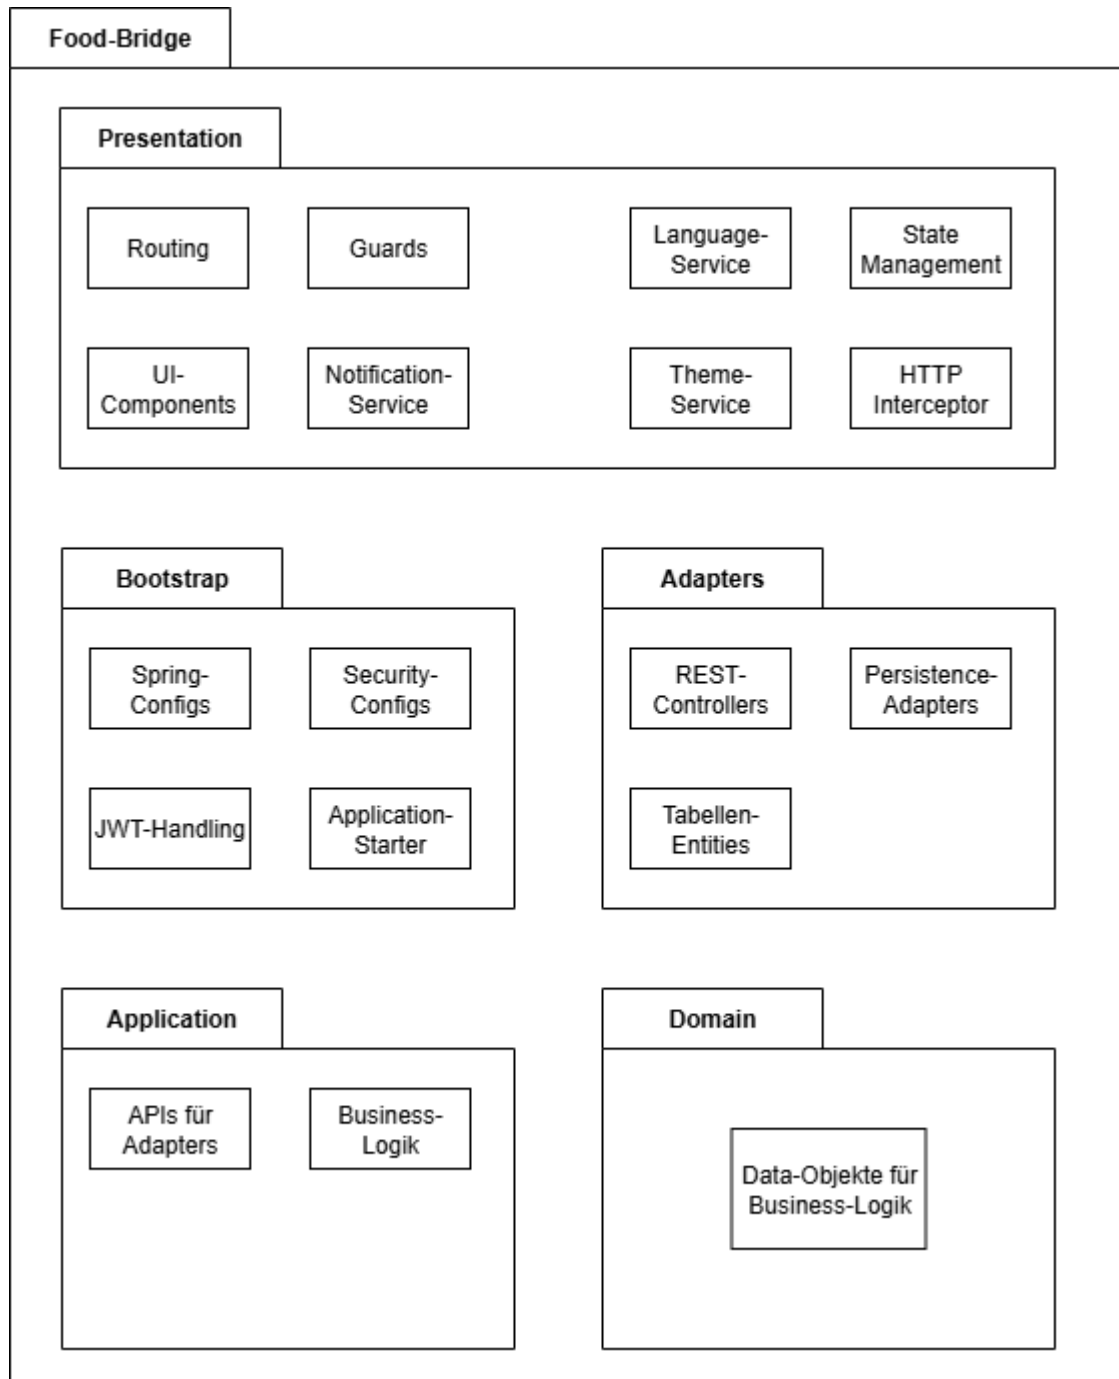 Food-Bridge
Presentation
Routing
Guards
Language-
Service
State
Management
UI-
Components
Notification-
Service
Theme-
Service
HTTP
Interceptor
Bootstrap
Spring-
Configs
Security-
Configs
JWT-Handling
Application-
Starter
Adapters
REST-
Controllers
Persistence-
Adapters
Tabellen-
Entities
Application
APIs für
Adapters
Business-
Logik
Domain
Data-Objekte für
Business-Logik